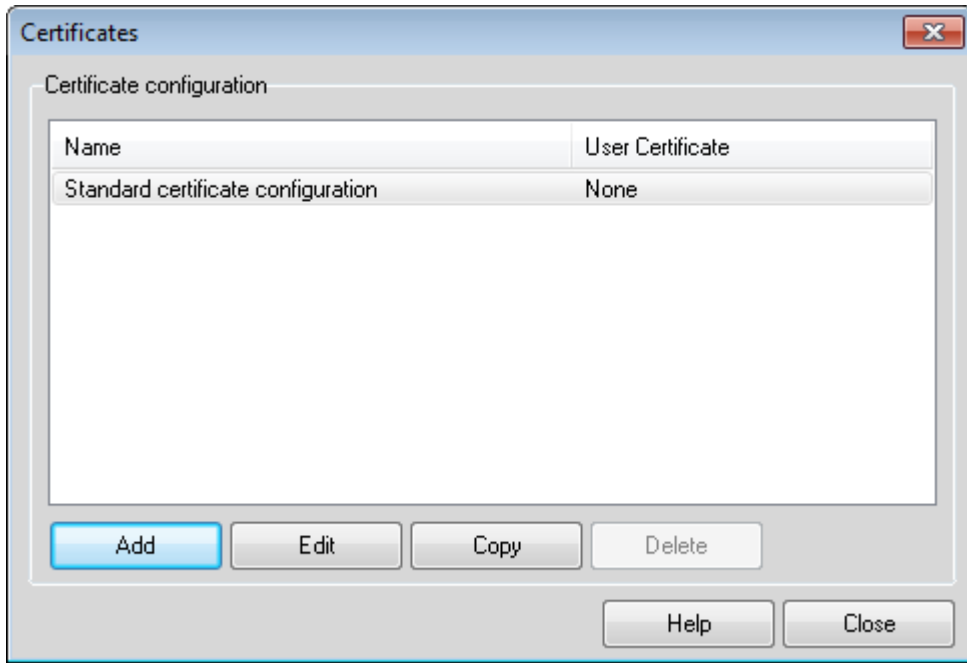 Certificates
Certificate configuration
Name User Certificate
Standard certificate configuration None
Add Edit Copy Delete
Help Close